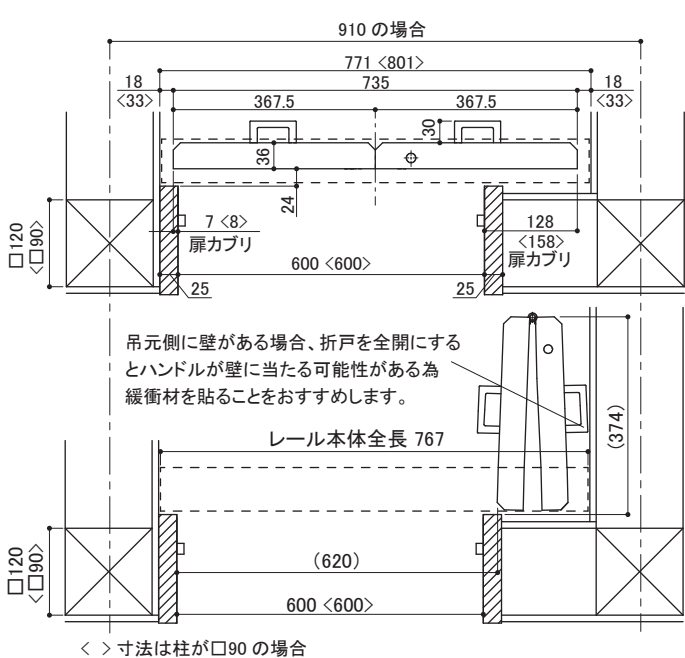 910 の場合
771 <801>
18 735 18
<33> <33>
367.5 367.5
30
36
24
7 <8>
扉カブリ
128
<158>
扉カブリ
600 <600>
□120
<□90>
25 25
吊元側に壁がある場合、折戸を全開にする
とハンドルが壁に当たる可能性がある為
緩衝材を貼ることをおすすめします。
(374)
レール本体全長 767
(620)
□120
<□90>
600 <600>
< > 寸法は柱が□90 の場合